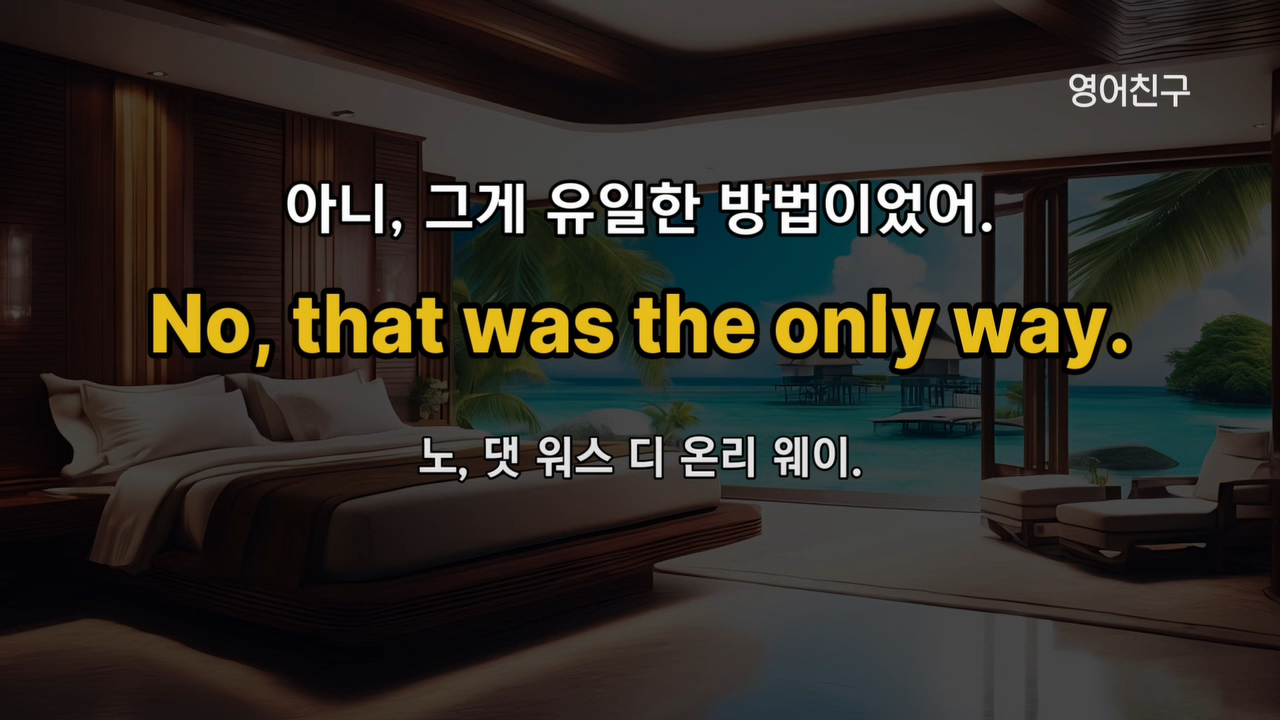 영어친구
아니, 그게 유일한 방법이었어.
No, that was the only way.
노, 댓 워스 디 온리 웨이.